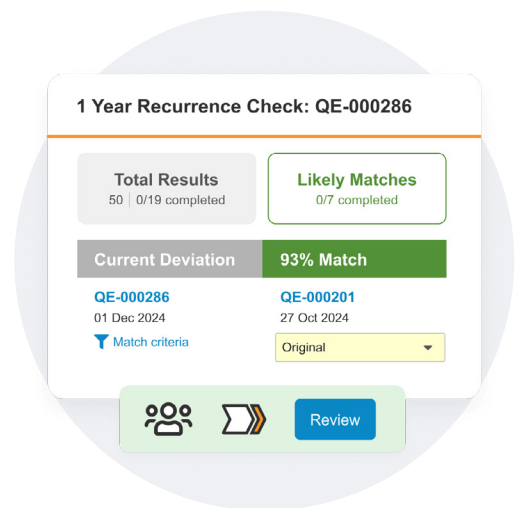 1 Year Recurrence Check: QE-000286
Total Results
50 | 0/19 completed
Likely Matches
0/7 completed
Current Deviation
93% Match
QE-000286
01 Dec 2024
Match criteria
QE-000201
27 Oct 2024
Original
Review